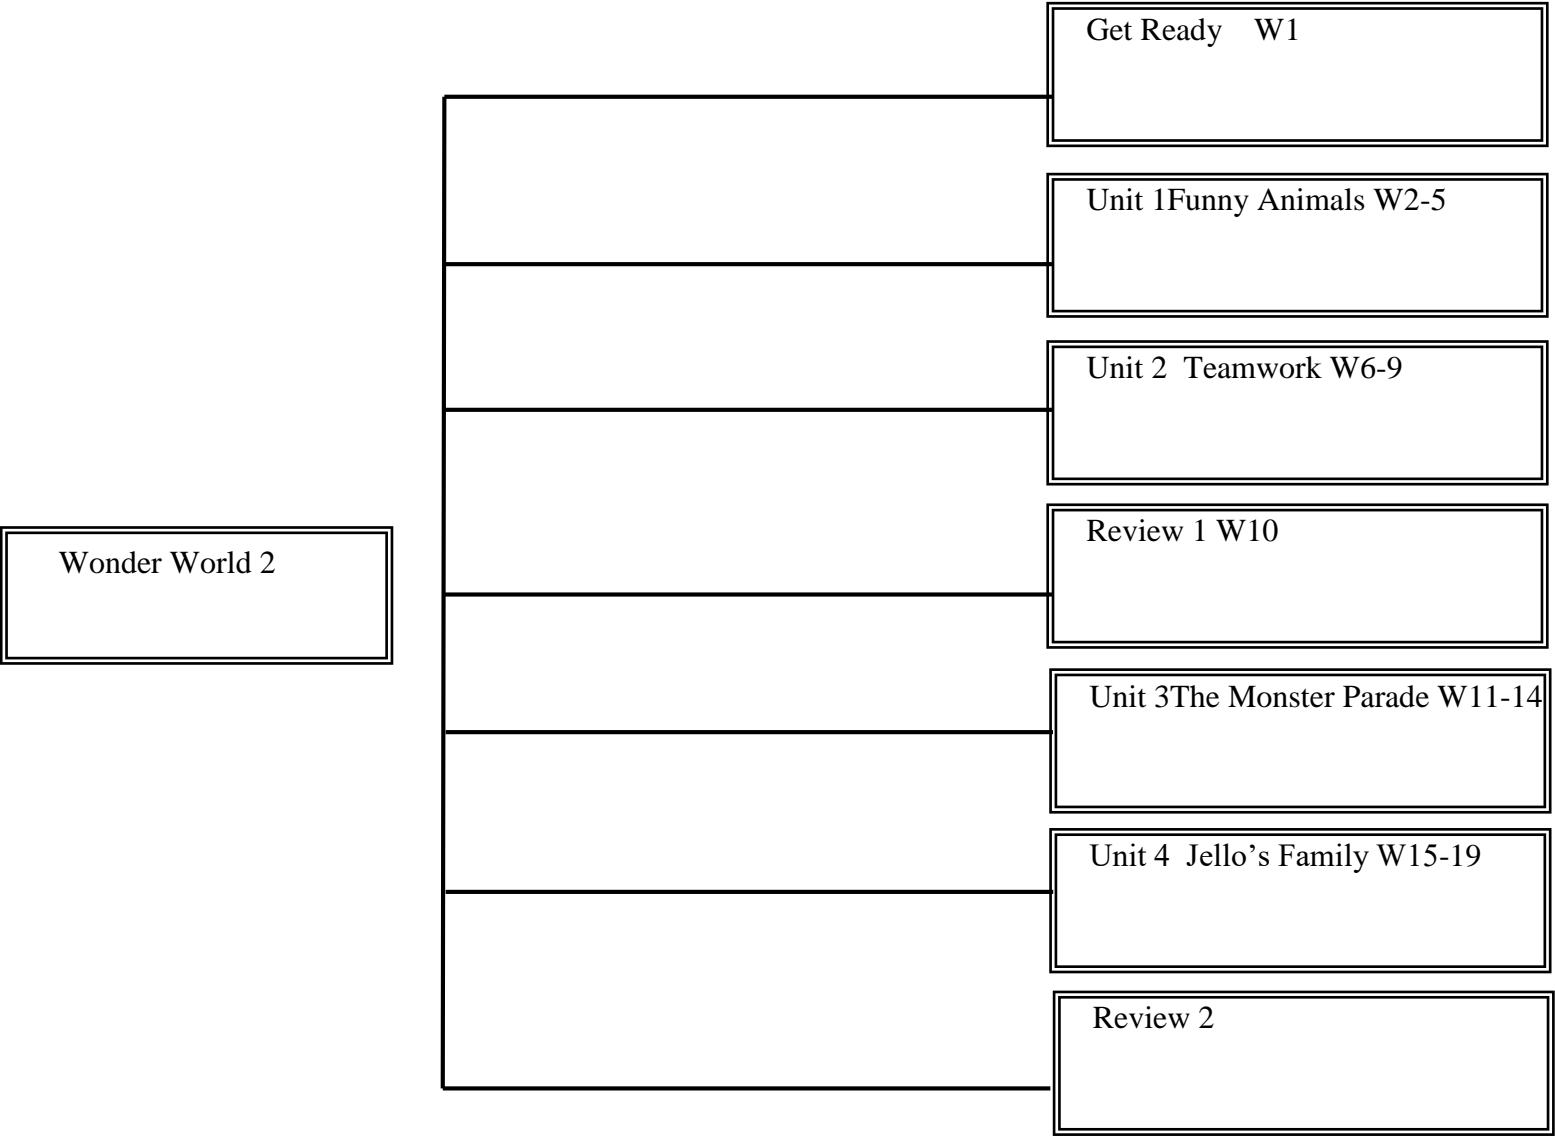 Get Ready    W1
Unit 1Funny Animals W2-5
Unit 2  Teamwork W6-9
Review 1 W10
Wonder World 2
Unit 3The Monster Parade W11-14
Unit 4  Jello’s Family W15-19
Review 2